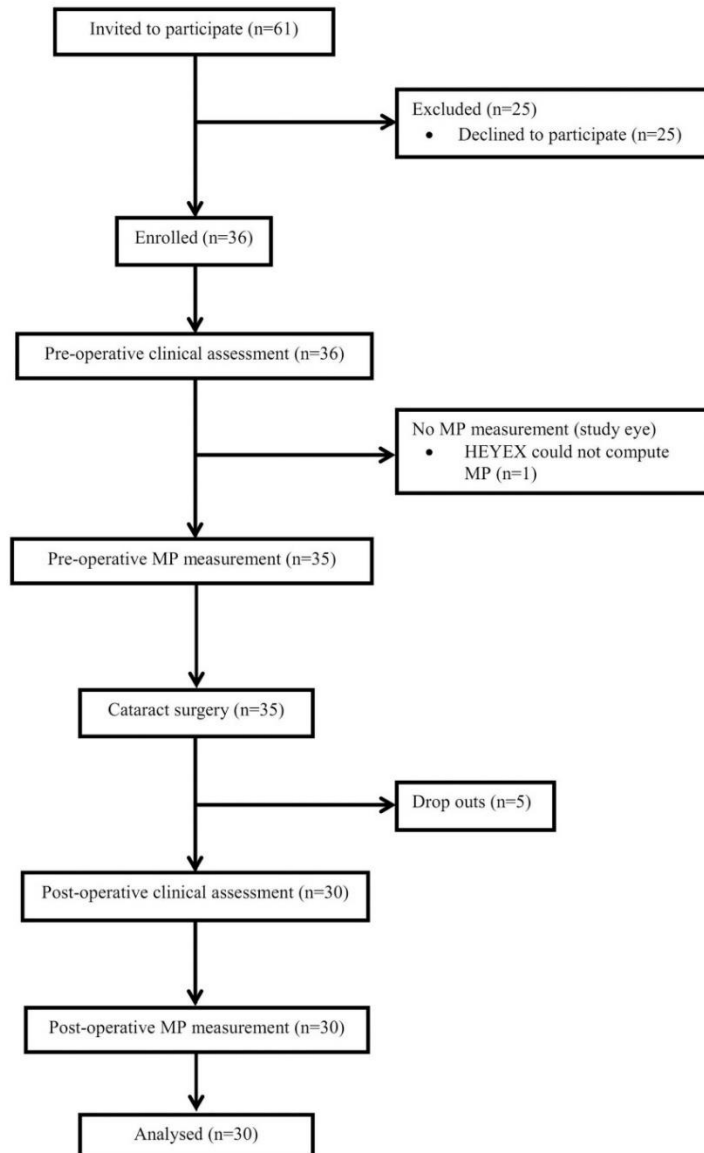 Invited to participate (n=61)
Excluded (n=25)
• Declined to participate (n=25)
Enrolled (n=36)
Pre-operative clinical assessment (n=36)
No MP measurement (study eye)
• HEYEX could not compute
MP (n=1)
Pre-operative MP measurement (n=35)
Cataract surgery (n=35)
Drop outs (n=5)
Post-operative clinical assessment (n=30)
Post-operative MP measurement (n=30)
Analysed (n=30)